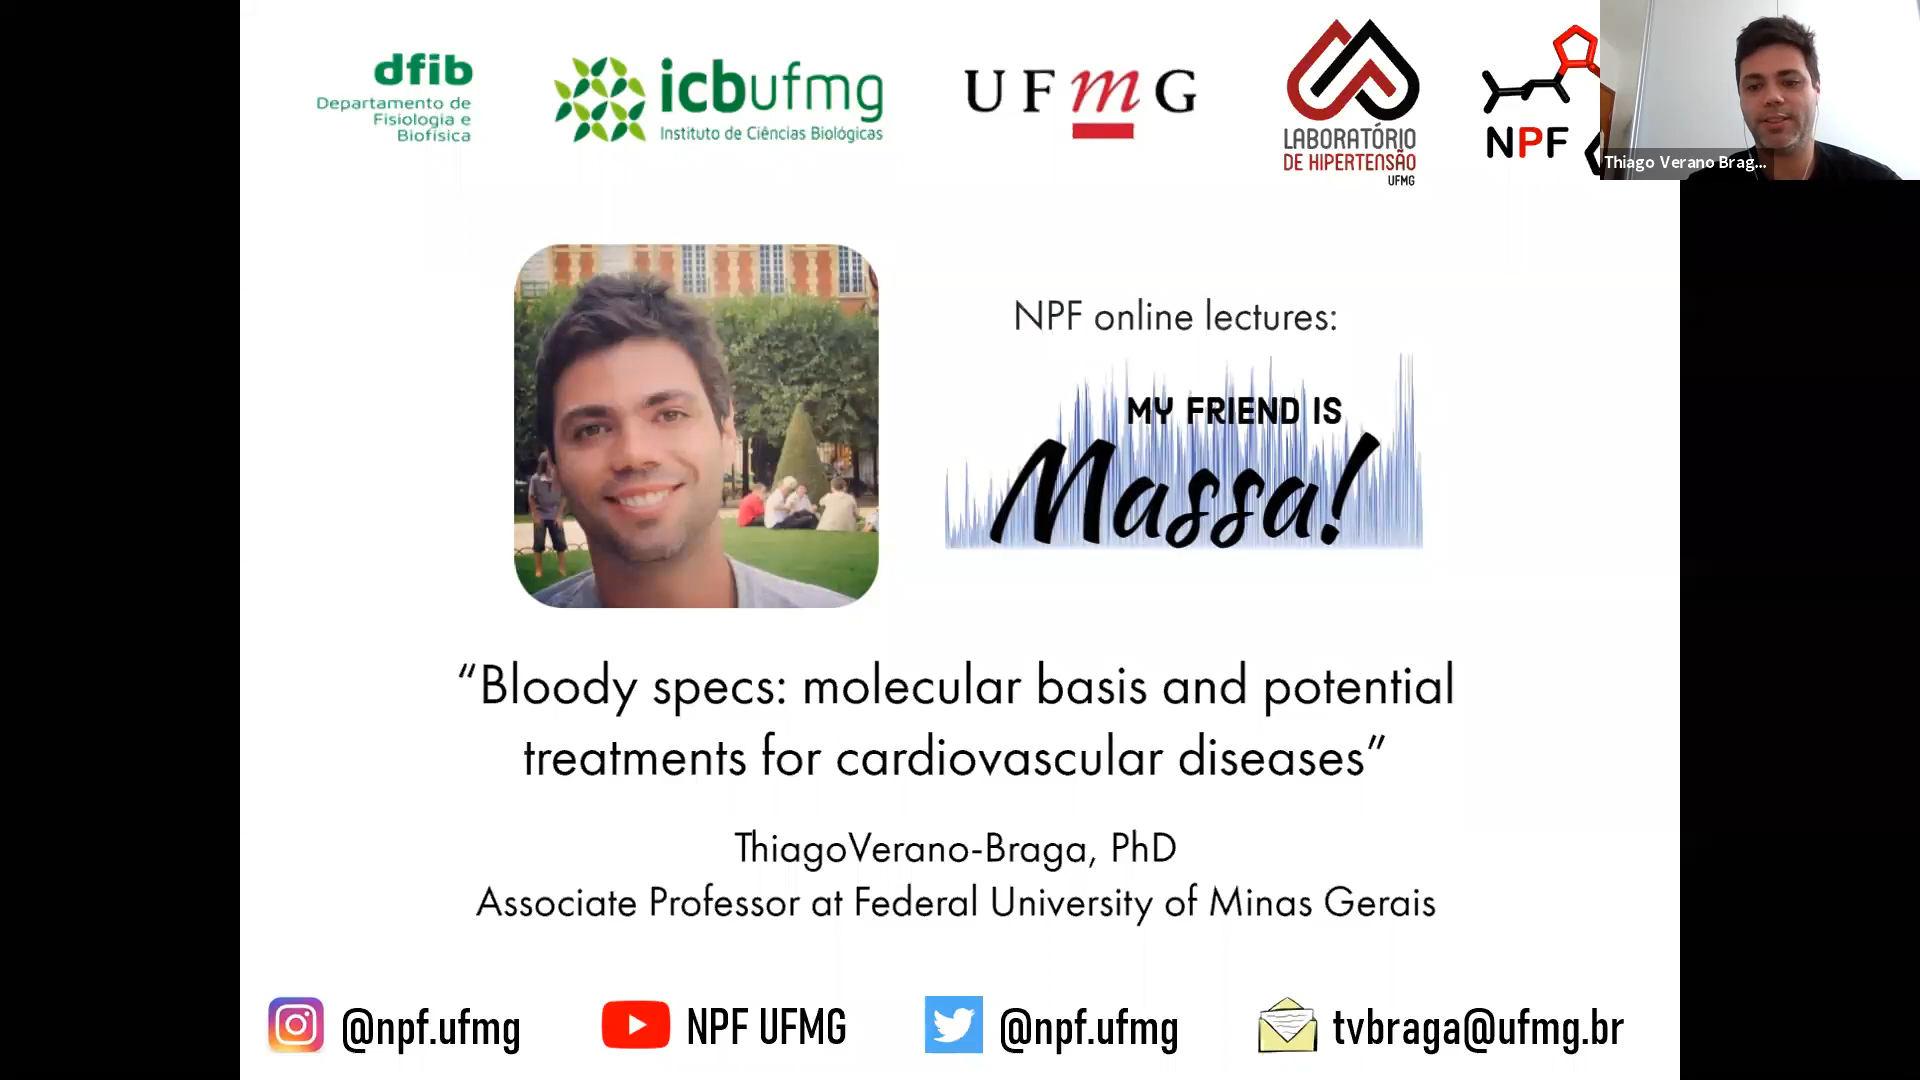 dfib
Departamento de
Fisiologia e
Biofísica
icbufmg
Instituto de Ciências Biológicas
UFmG
LABORATÓRIO
DE HIPERTENSÃO
UFMG
NPF
Thiago Verano Brag...
NPF online lectures:
MY FRIEND IS
Massa!
“Bloody specs: molecular basis and potential
treatments for cardiovascular diseases”
ThiagoVerano-Braga, PhD
Associate Professor at Federal University of Minas Gerais
@npf.ufmg
NPF UFMG
@npf.ufmg
tvbraga@ufmg.br